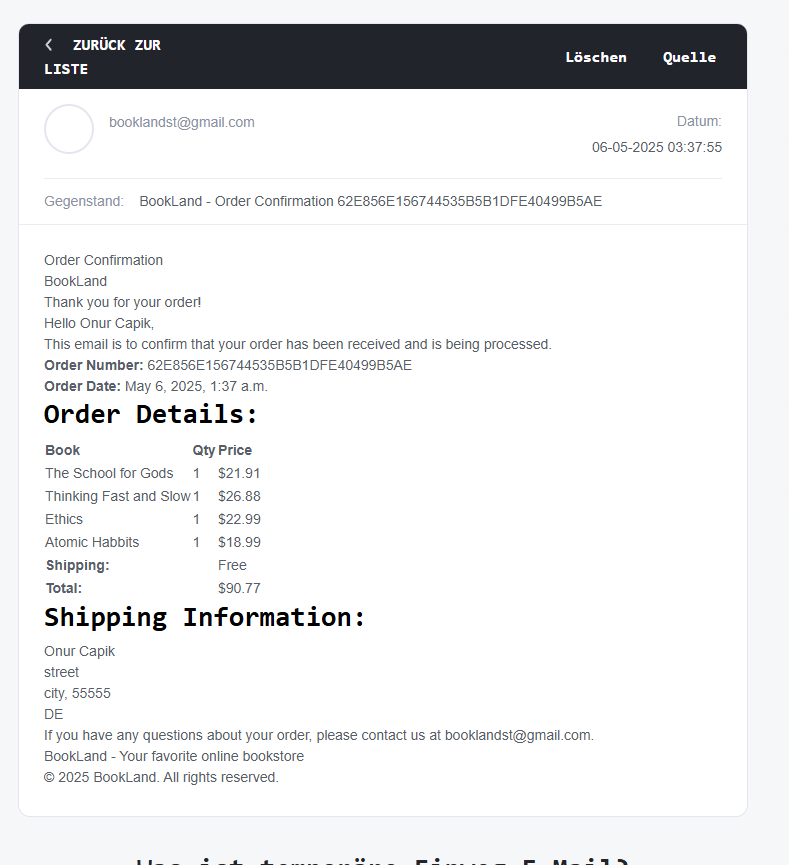 ZURÜCK ZUR
LISTE
Löschen Quelle
booklandst@gmail.com
Datum:
06-05-2025 03:37:55
Gegenstand: BookLand - Order Confirmation 62E856E156744535B5B1DFE40499B5AE
Order Confirmation
BookLand
Thank you for your order!
Hello Onur Capik,
This email is to confirm that your order has been received and is being processed.
Order Number: 62E856E156744535B5B1DFE40499B5AE
Order Date: May 6, 2025, 1:37 a.m.
Order Details:
Book Qty Price
The School for Gods 1 $21.91
Thinking Fast and Slow 1 $26.88
Ethics 1 $22.99
Atomic Habbits 1 $18.99
Shipping: Free
Total: $90.77
Shipping Information:
Onur Capik
street
city, 55555
DE
If you have any questions about your order, please contact us at booklandst@gmail.com.
BookLand - Your favorite online bookstore
© 2025 BookLand. All rights reserved.
Was ist temporäre Einweg-E-Mail?